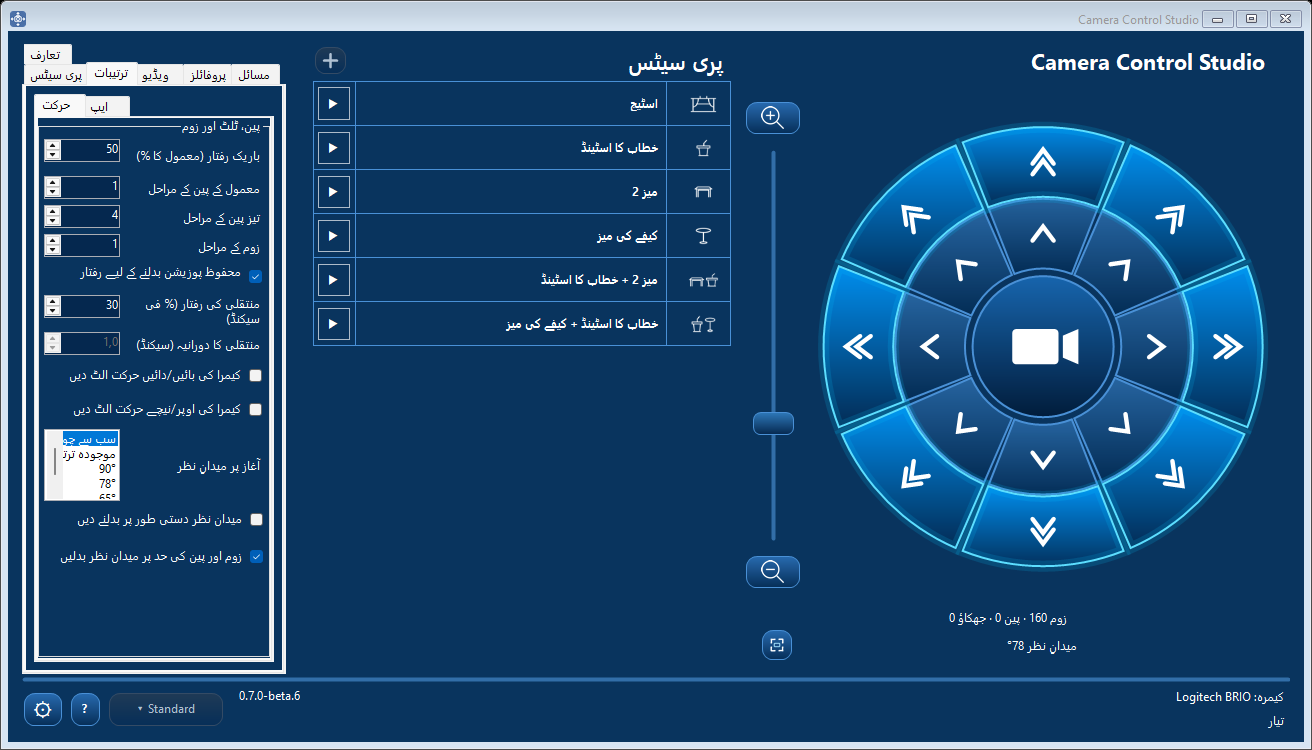 Camera Control Studio
Camera Control Studio
زوم 160 · پین 0 · جھکاؤ 0
میدانِ نظر 78°
پری سیٹس
اسٹیج
خطاب کا اسٹینڈ
میز 2
کیفے کی میز
میز 2 + خطاب کا اسٹینڈ
خطاب کا اسٹینڈ + کیفے کی میز
تعارف
مسائل
پروفائلز
ویڈیو
ترتیبات
پری سیٹس
حرکت
ایپ
پین، ٹلٹ اور زوم
باریک رفتار (معمول کا %) 50
معمول کے پین کے مراحل 1
تیز پین کے مراحل 4
زوم کے مراحل 1
محفوظ پوزیشن بدلنے کے لیے رفتار
منتقلی کی رفتار (% فی سیکنڈ) 30
منتقلی کا دورانیہ (سیکنڈ) 1,0
کیمرا کی بائیں/دائیں حرکت الٹ دیں
کیمرا کی اوپر/نیچے حرکت الٹ دیں
آغاز پر میدانِ نظر
سب سے چو
موجودہ ترت
90°
78°
65°
میدان نظر دستی طور پر بدلنے دیں
زوم اور پین کی حد پر میدان نظر بدلیں
کیمرہ: Logitech BRIO
تیار
0.7.0-beta.6
Standard
?